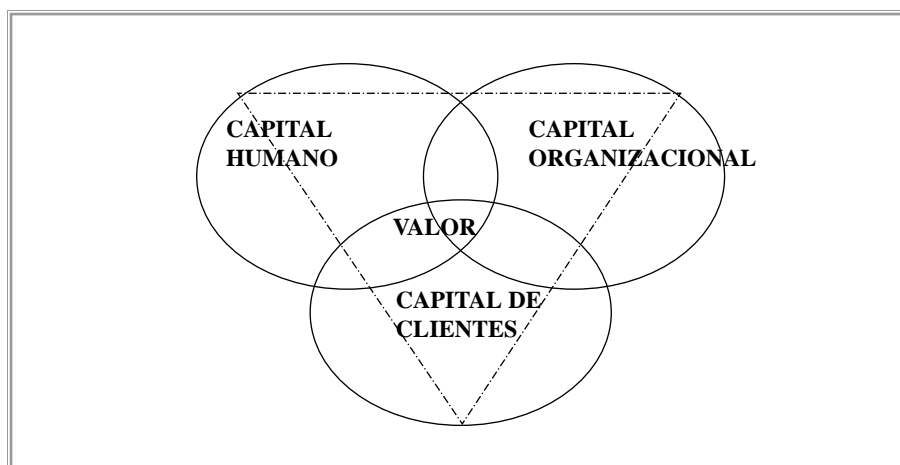 CAPITAL
HUMANO
CAPITAL
ORGANIZACIONAL
VALOR
CAPITAL DE
CLIENTES